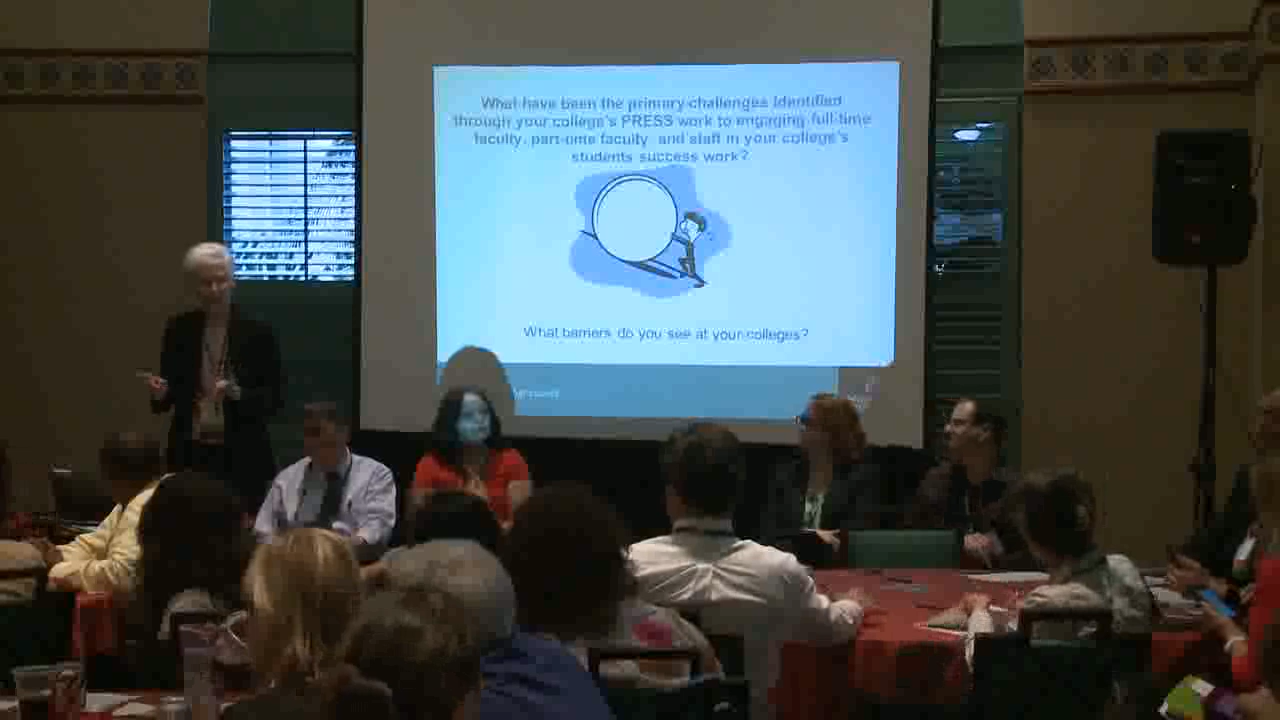 What have been the primary challenges identified
through your college's PRESS work to engaging full-time
faculty, part-time faculty and staff in your college's
students success work?
What barriers do you see at your colleges?